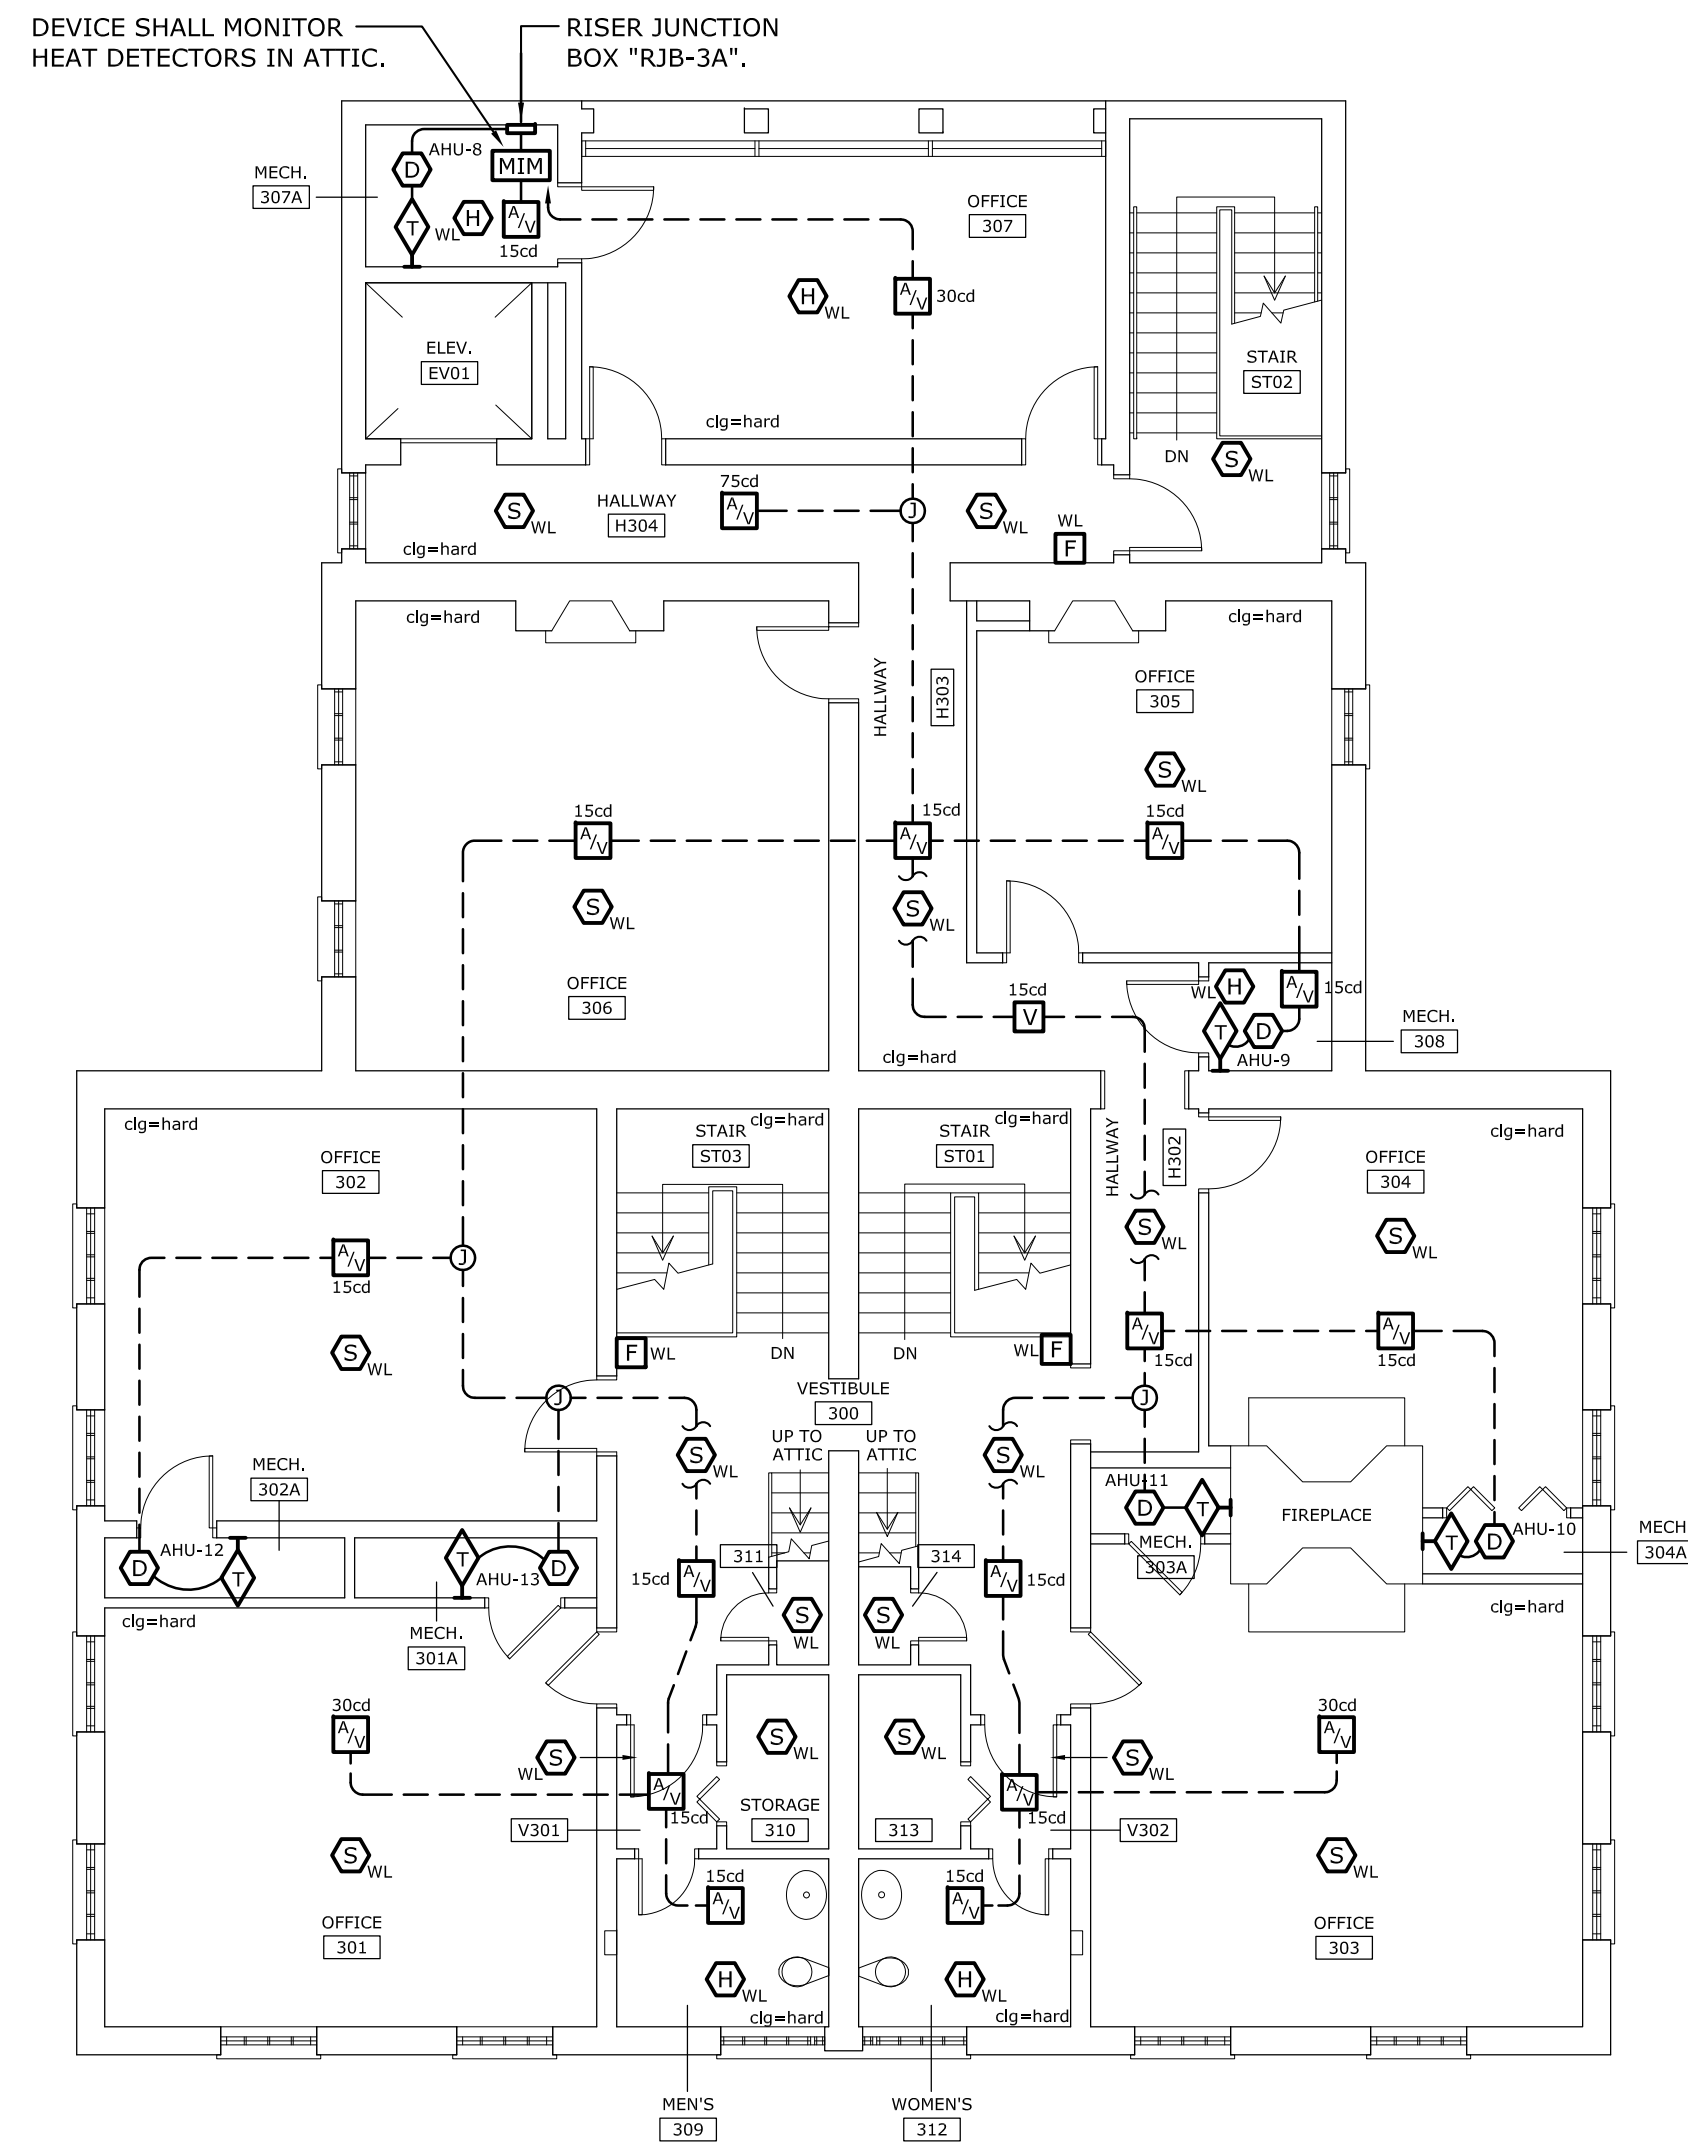 DEVICE SHALL MONITOR
HEAT DETECTORS IN ATTIC.
RISER JUNCTION
BOX "RJB-3A".
MECH.
307A
D
AHU-8
MIM
T
WL
H
A/V
15cd
OFFICE
307
H
WL
A/V
30cd
clg=hard
ELEV.
EV01
STAIR
ST02
DN
S
WL
S
WL
HALLWAY
H304
75cd
A/V
J
S
WL
WL
F
clg=hard
clg=hard
clg=hard
HALLWAY
H303
OFFICE
305
S
WL
15cd
A/V
15cd
A/V
15cd
A/V
S
WL
S
WL
OFFICE
306
15cd
V
WL
H
A/V
15cd
T
D
AHU-9
MECH.
308
clg=hard
clg=hard
OFFICE
302
STAIR
ST03
clg=hard
STAIR
ST01
clg=hard
HALLWAY
H302
OFFICE
304
clg=hard
A/V
15cd
J
S
WL
S
WL
S
WL
A/V
15cd
A/V
15cd
F
WL
DN
DN
WL
F
J
VESTIBULE
300
J
UP TO
ATTIC
UP TO
ATTIC
S
WL
S
WL
MECH.
302A
D
AHU-12
T
T
AHU-13
D
AHU-11
D
T
MECH.
303A
FIREPLACE
T
D
AHU-10
MECH
304A
clg=hard
MECH.
301A
15cd
A/V
311
314
A/V
15cd
S
WL
S
WL
clg=hard
30cd
A/V
S
WL
S
WL
S
WL
S
WL
30cd
A/V
V301
A/V
15cd
STORAGE
310
313
A/V
15cd
V302
S
WL
S
WL
15cd
A/V
15cd
A/V
OFFICE
301
OFFICE
303
H
WL
H
WL
clg=hard
clg=hard
MEN'S
309
WOMEN'S
312